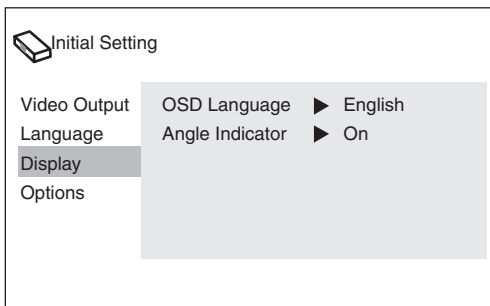 Initial Setting
Video Output
Language
Display
Options
OSD Language ▶ English
Angle Indicator ▶ On